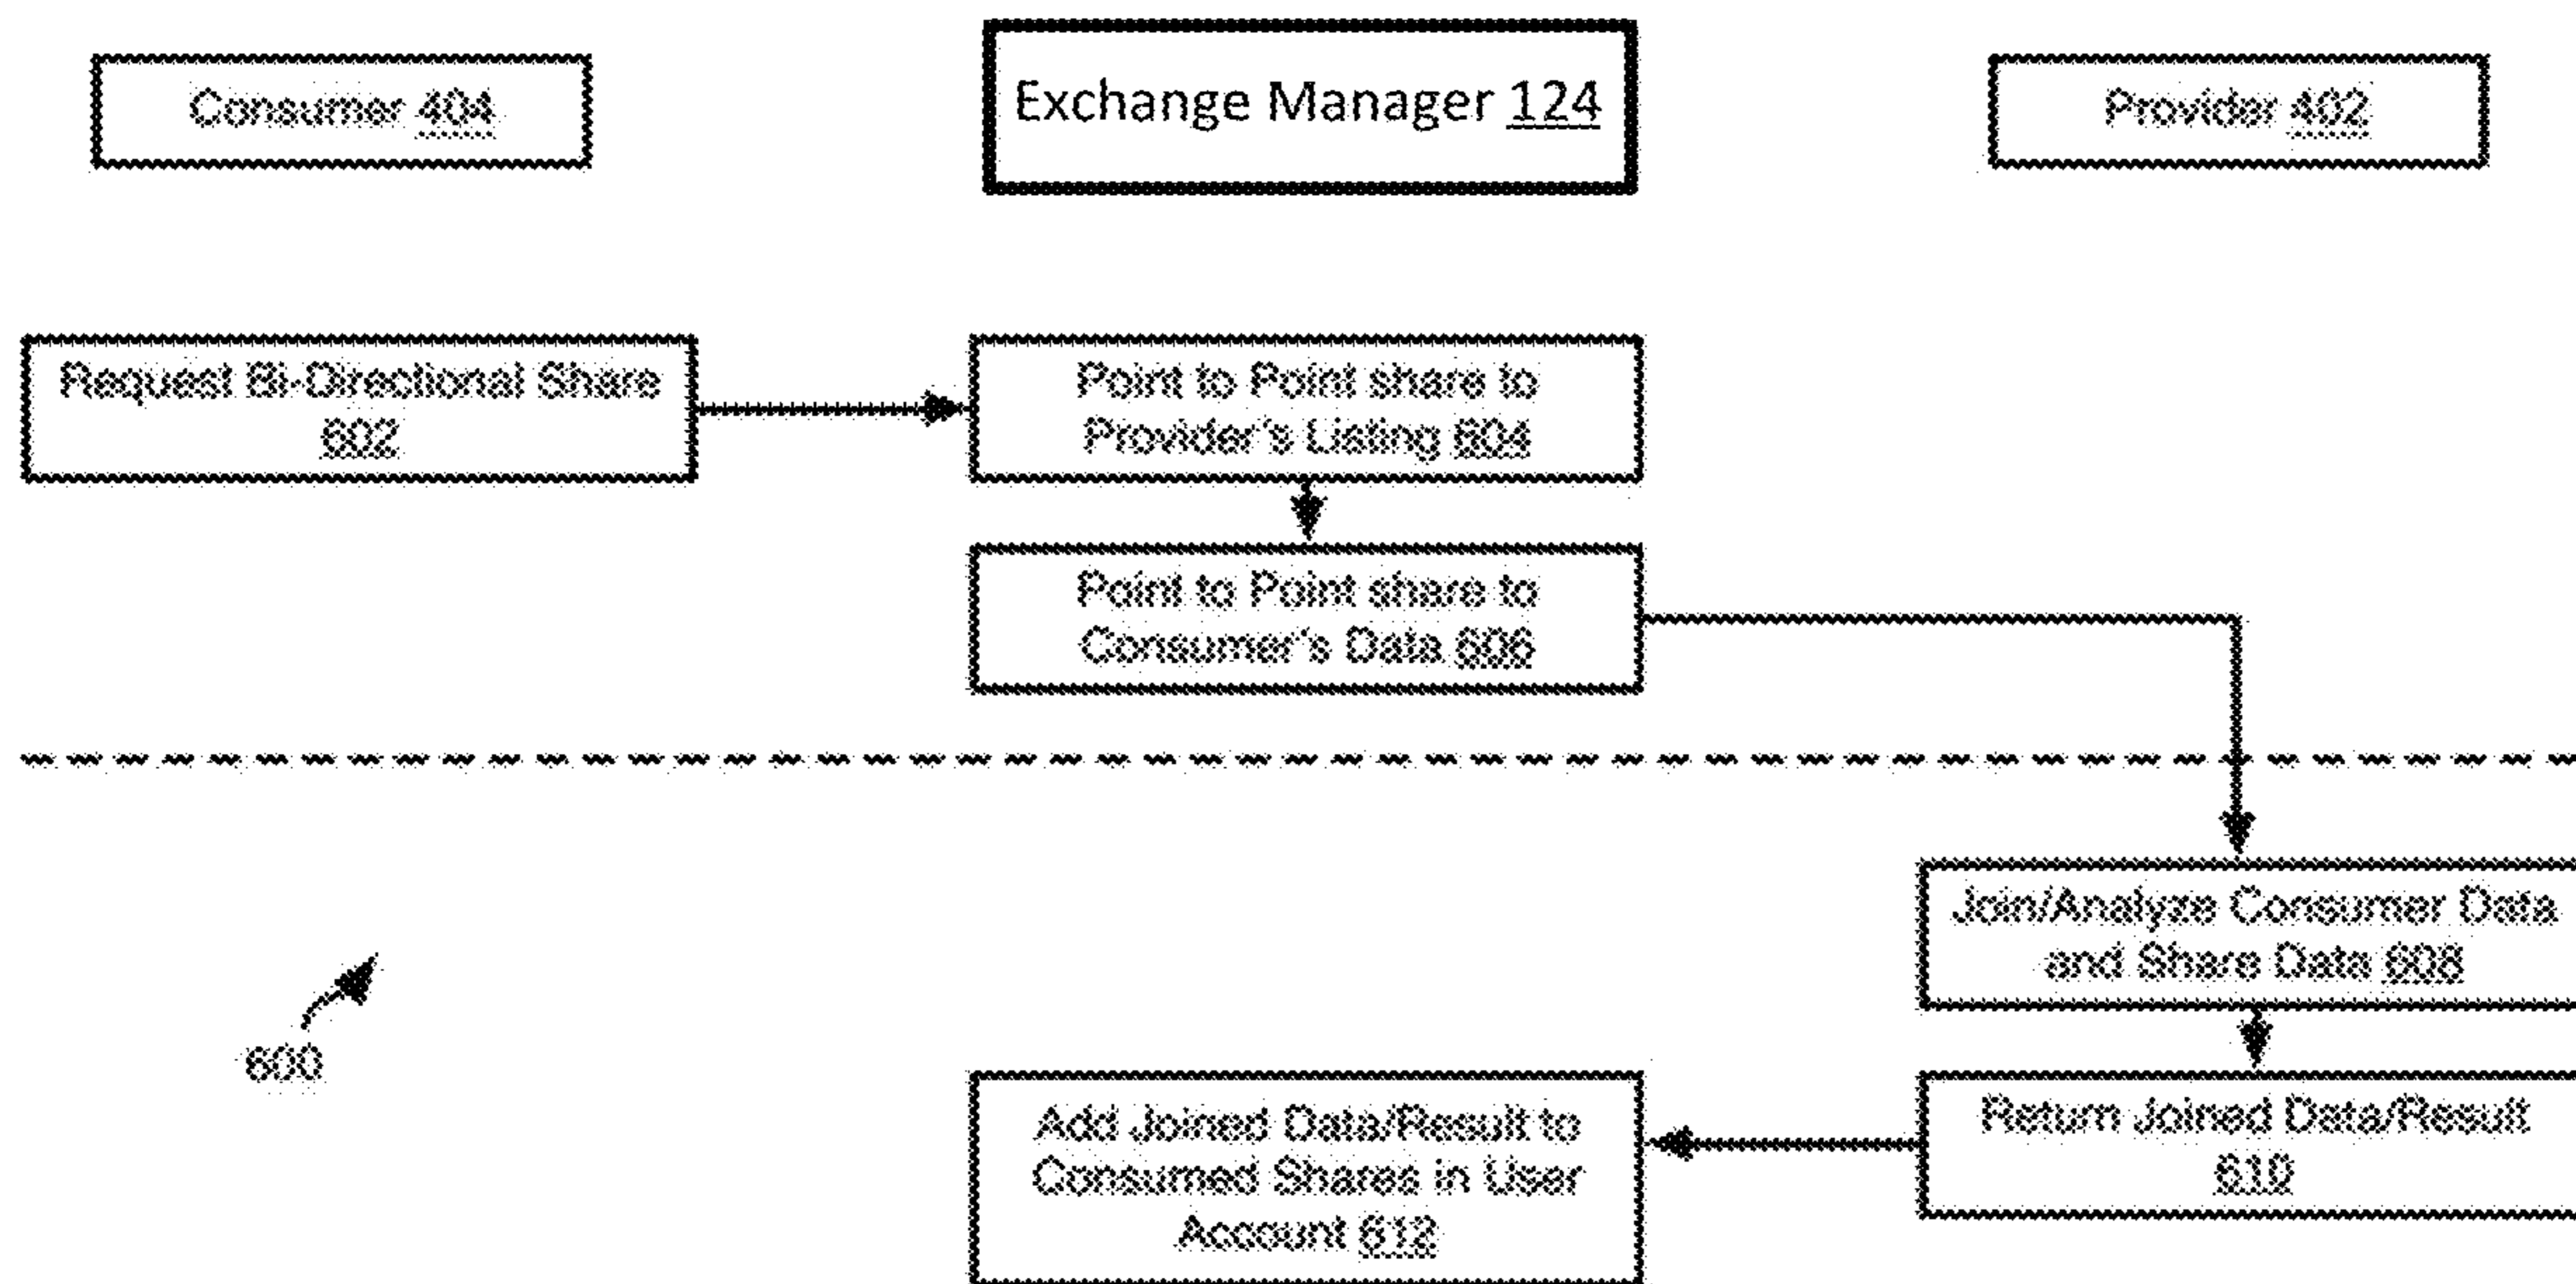 Consumer 404
Exchange Manager 124
Provider 402
Request Bi-Directional Share
602
Point to Point share to
Provider's Listing 604
Point to Point share to
Consumer's Data 606
Join/Analyze Consumer Data
and Share Data 608
600
Add Joined Data/Result to
Consumed Shares in User
Account 612
Return Joined Data/Result
610